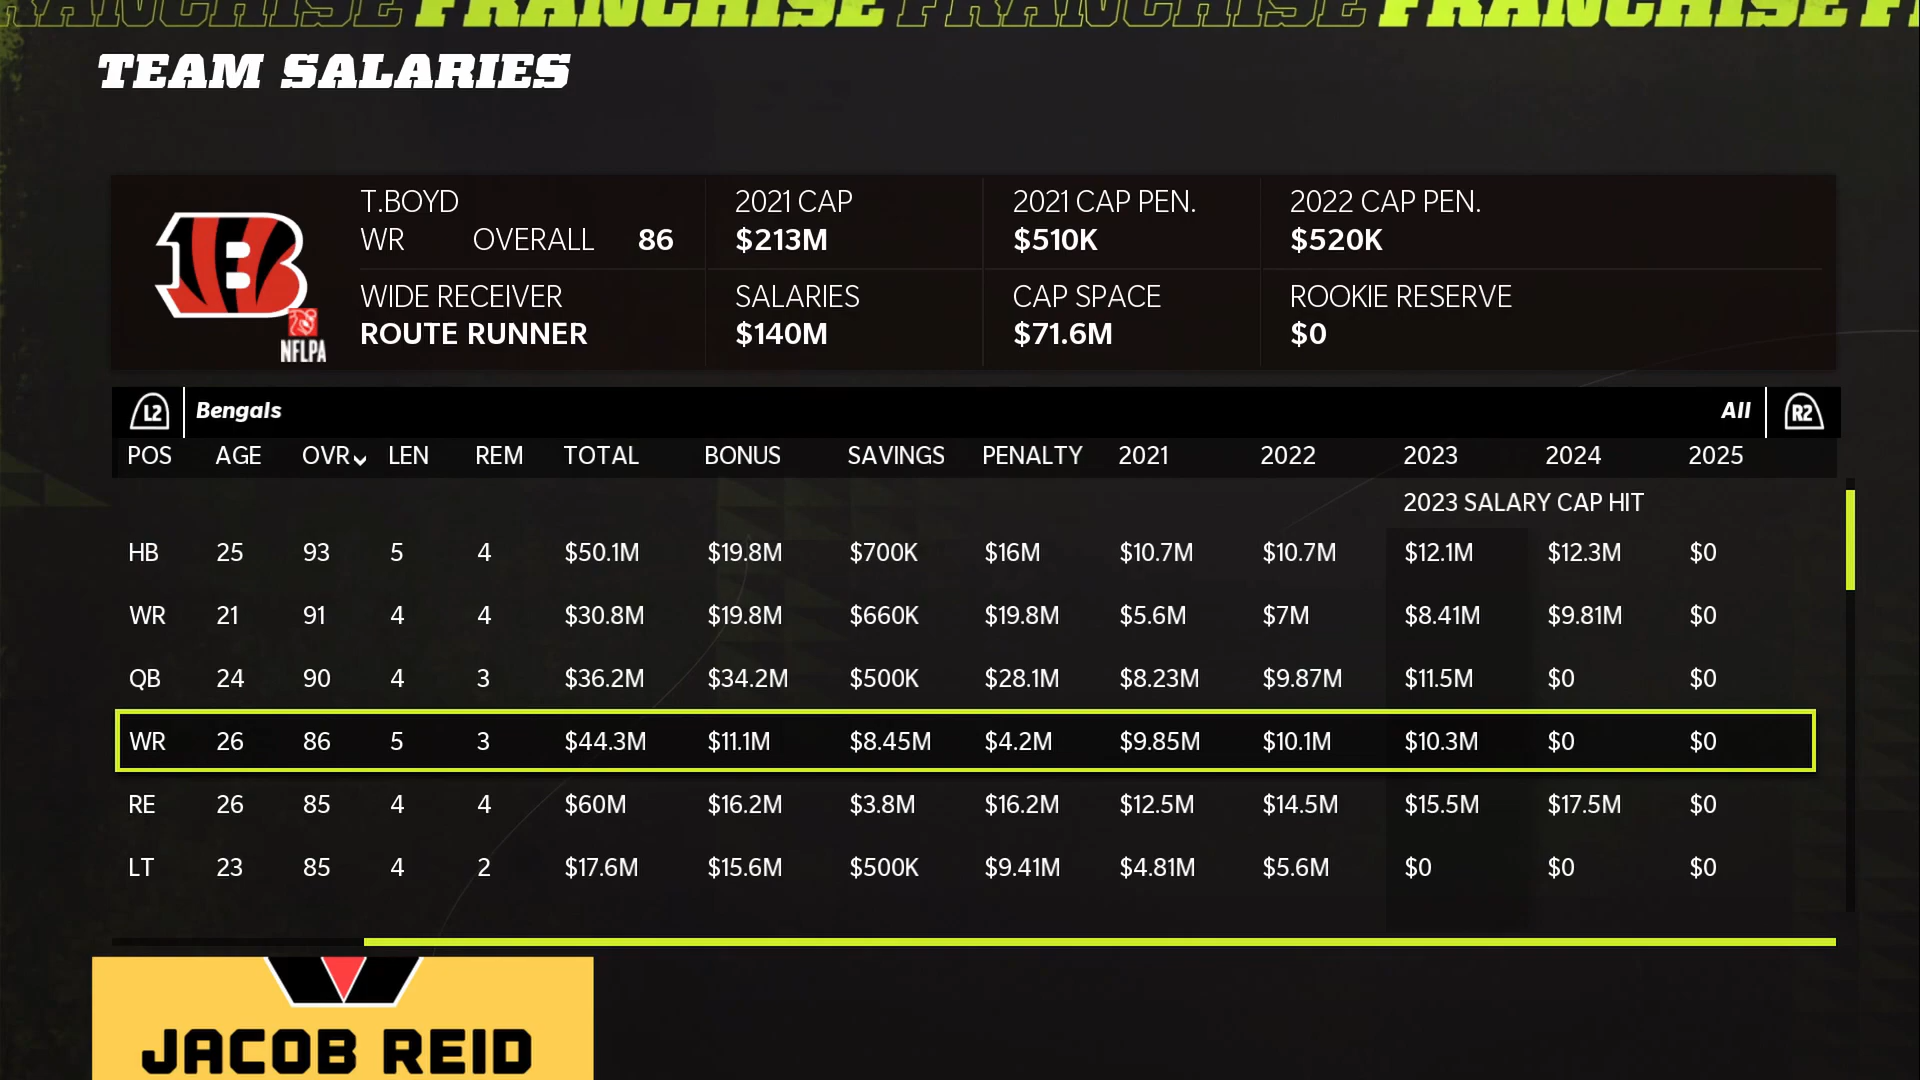 FRANCHISE FRANCHISE FRANCHISE FRANCHISE F
TEAM SALARIES
T.BOYD
WR OVERALL 86
WIDE RECEIVER
ROUTE RUNNER
2021 CAP
$213M
SALARIES
$140M
2021 CAP PEN.
$510K
CAP SPACE
$71.6M
2022 CAP PEN.
$520K
ROOKIE RESERVE
$0
B
NFLPA
L2 Bengals All R2
POS AGE OVR LEN REM TOTAL BONUS SAVINGS PENALTY 2021 2022 2023 2024 2025
2023 SALARY CAP HIT
HB 25 93 5 4 $50.1M $19.8M $700K $16M $10.7M $10.7M $12.1M $12.3M $0
WR 21 91 4 4 $30.8M $19.8M $660K $19.8M $5.6M $7M $8.41M $9.81M $0
QB 24 90 4 3 $36.2M $34.2M $500K $28.1M $8.23M $9.87M $11.5M $0 $0
WR 26 86 5 3 $44.3M $11.1M $8.45M $4.2M $9.85M $10.1M $10.3M $0 $0
RE 26 85 4 4 $60M $16.2M $3.8M $16.2M $12.5M $14.5M $15.5M $17.5M $0
LT 23 85 4 2 $17.6M $15.6M $500K $9.41M $4.81M $5.6M $0 $0 $0
JACOB REID